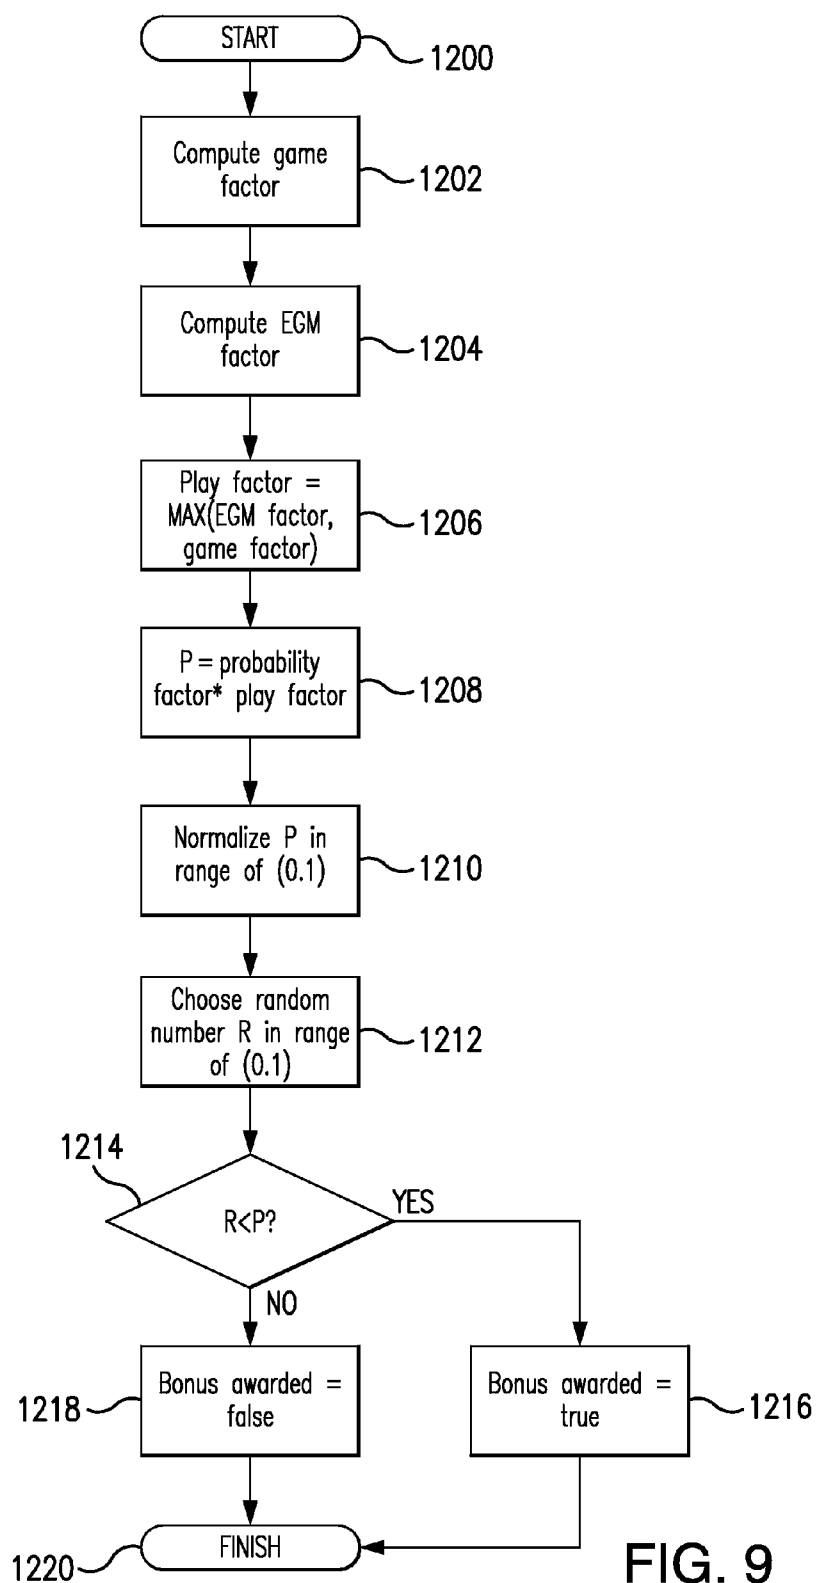 START
1200
Compute game
factor
1202
Compute EGM
factor
1204
Play factor =
MAX(EGM factor,
game factor)
1206
P = probability
factor* play factor
1208
Normalize P in
range of (0.1)
1210
Choose random
number R in range
of (0.1)
1212
1214
R<P?
YES
NO
Bonus awarded =
false
1218
Bonus awarded =
true
1216
FINISH
1220
FIG. 9